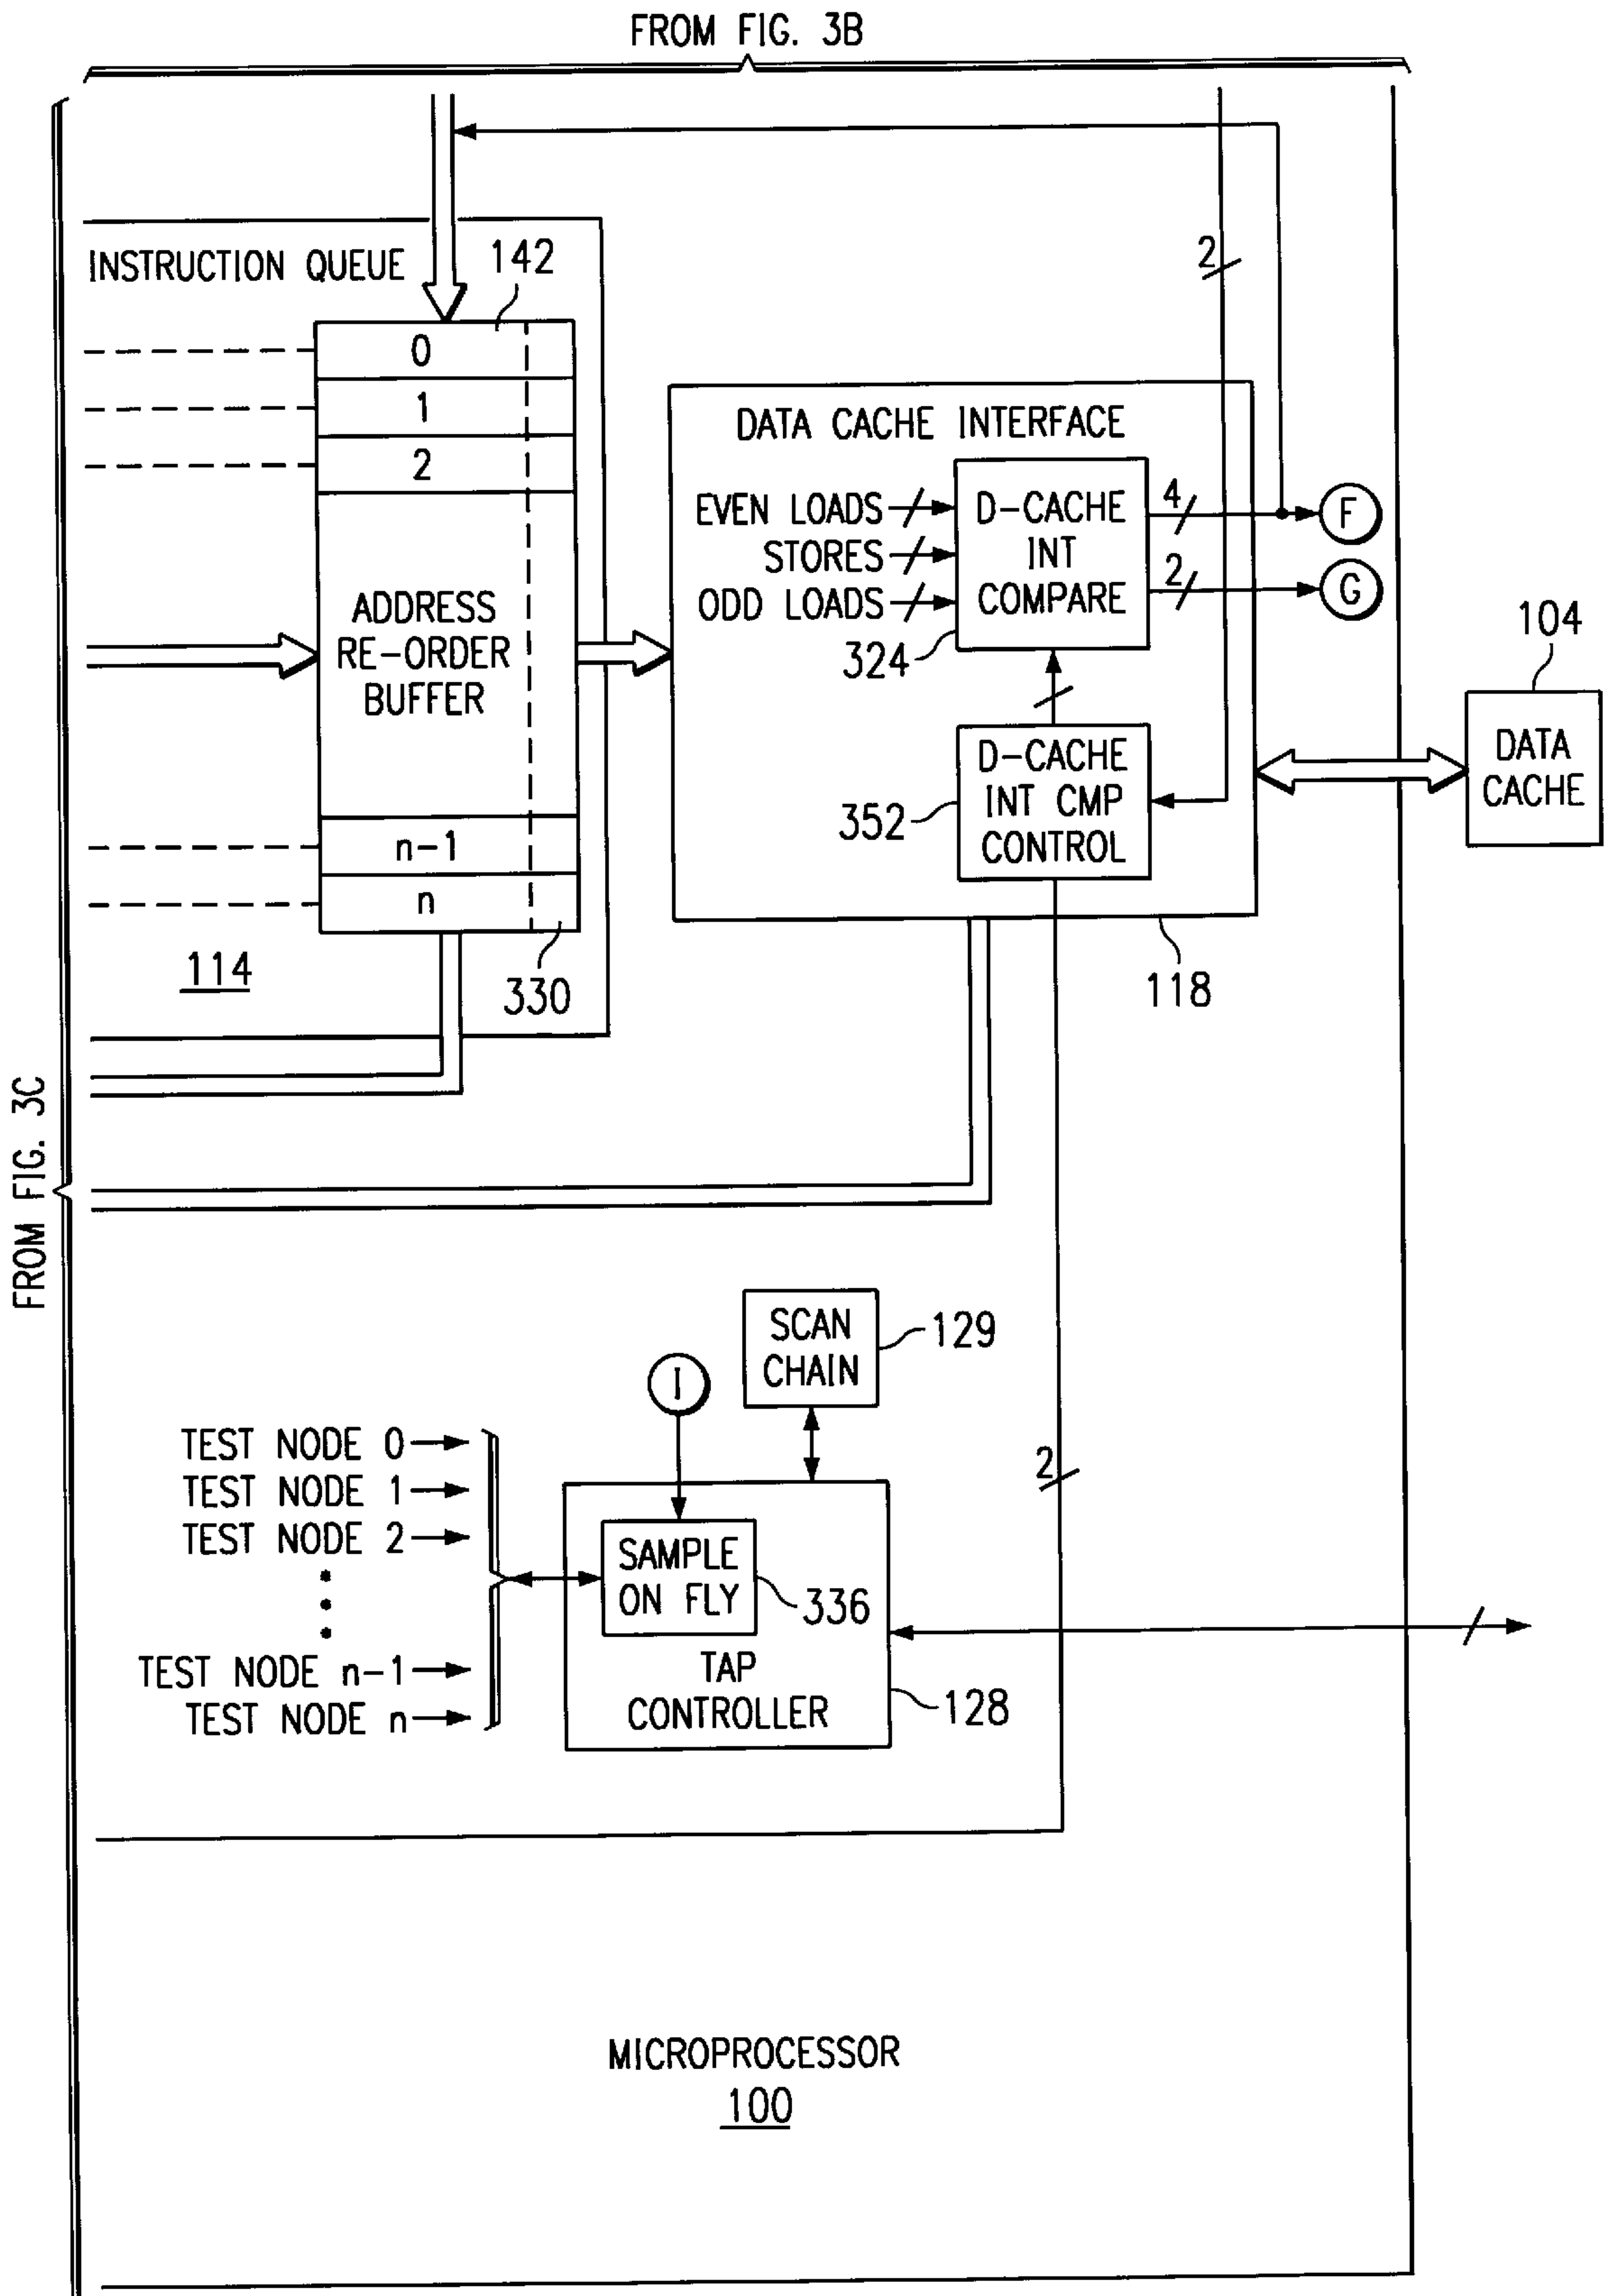 FROM FIG. 3B
INSTRUCTION QUEUE
142
2
0
1
2
ADDRESS
RE-ORDER
BUFFER
n-1
n
114
330
DATA CACHE INTERFACE
EVEN LOADS
STORES
ODD LOADS
D-CACHE
INT
COMPARE
324
4
2
F
G
D-CACHE
INT CMP
CONTROL
352
118
104
DATA
CACHE
FROM FIG. 3C
SCAN
CHAIN
129
I
TEST NODE 0
TEST NODE 1
TEST NODE 2
TEST NODE n-1
TEST NODE n
SAMPLE
ON FLY
336
TAP
CONTROLLER
128
2
MICROPROCESSOR
100